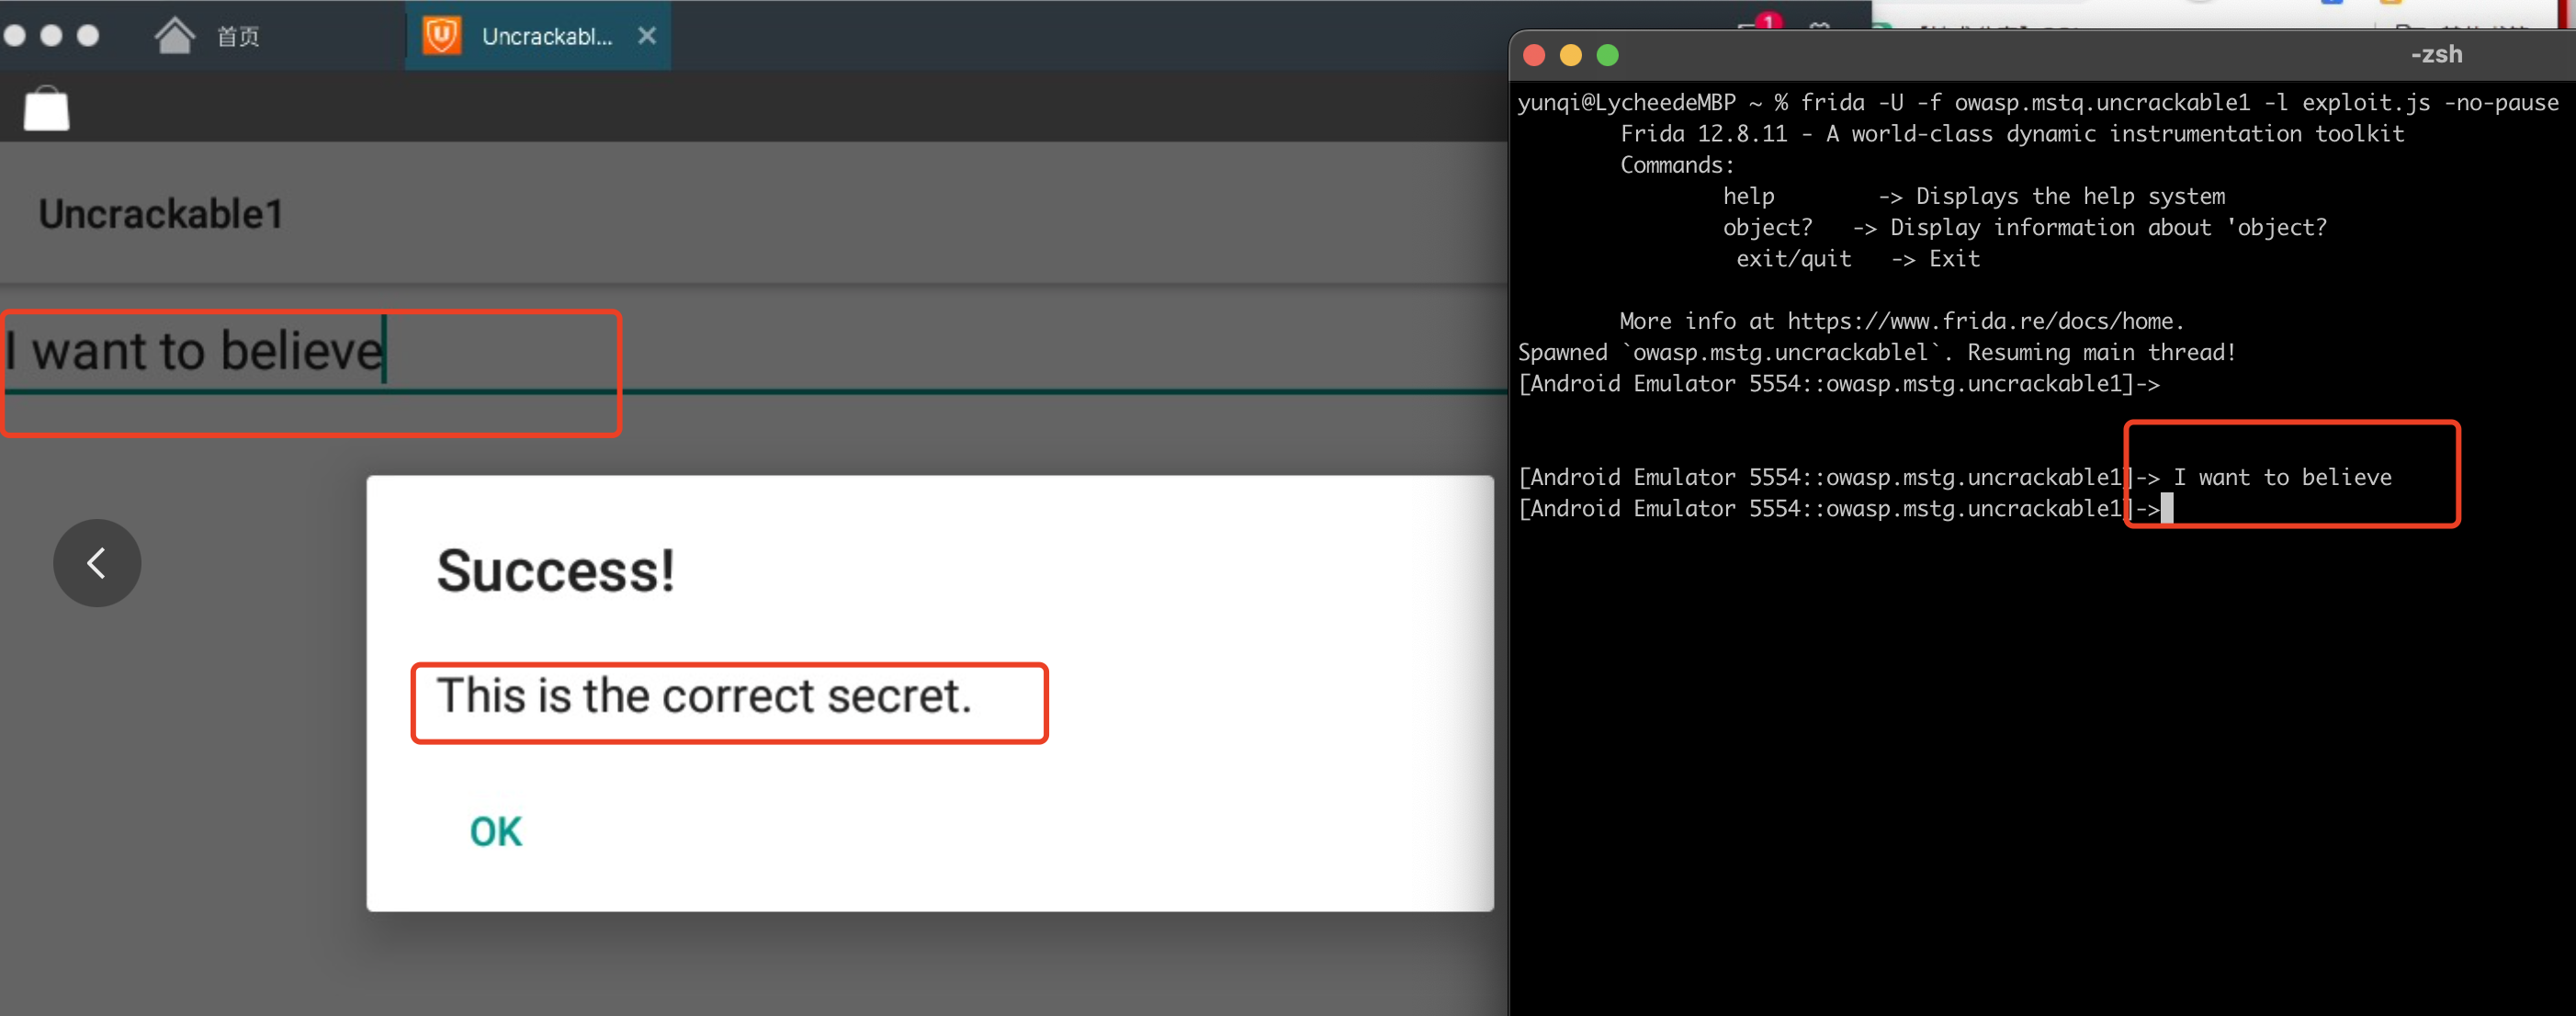 首页
Uncrackabl...
1
Uncrackable1
I want to believe
Success!
This is the correct secret.
OK
-zsh
yunqi@LycheedeMBP ~ % frida -U -f owasp.mstq.uncrackable1 -l exploit.js -no-pause
Frida 12.8.11 - A world-class dynamic instrumentation toolkit
Commands:
help -> Displays the help system
object? -> Display information about 'object?
exit/quit -> Exit
More info at https://www.frida.re/docs/home.
Spawned `owasp.mstg.uncrackablel`. Resuming main thread!
[Android Emulator 5554::owasp.mstg.uncrackable1]->
[Android Emulator 5554::owasp.mstg.uncrackable1]-> I want to believe
[Android Emulator 5554::owasp.mstg.uncrackable1]->